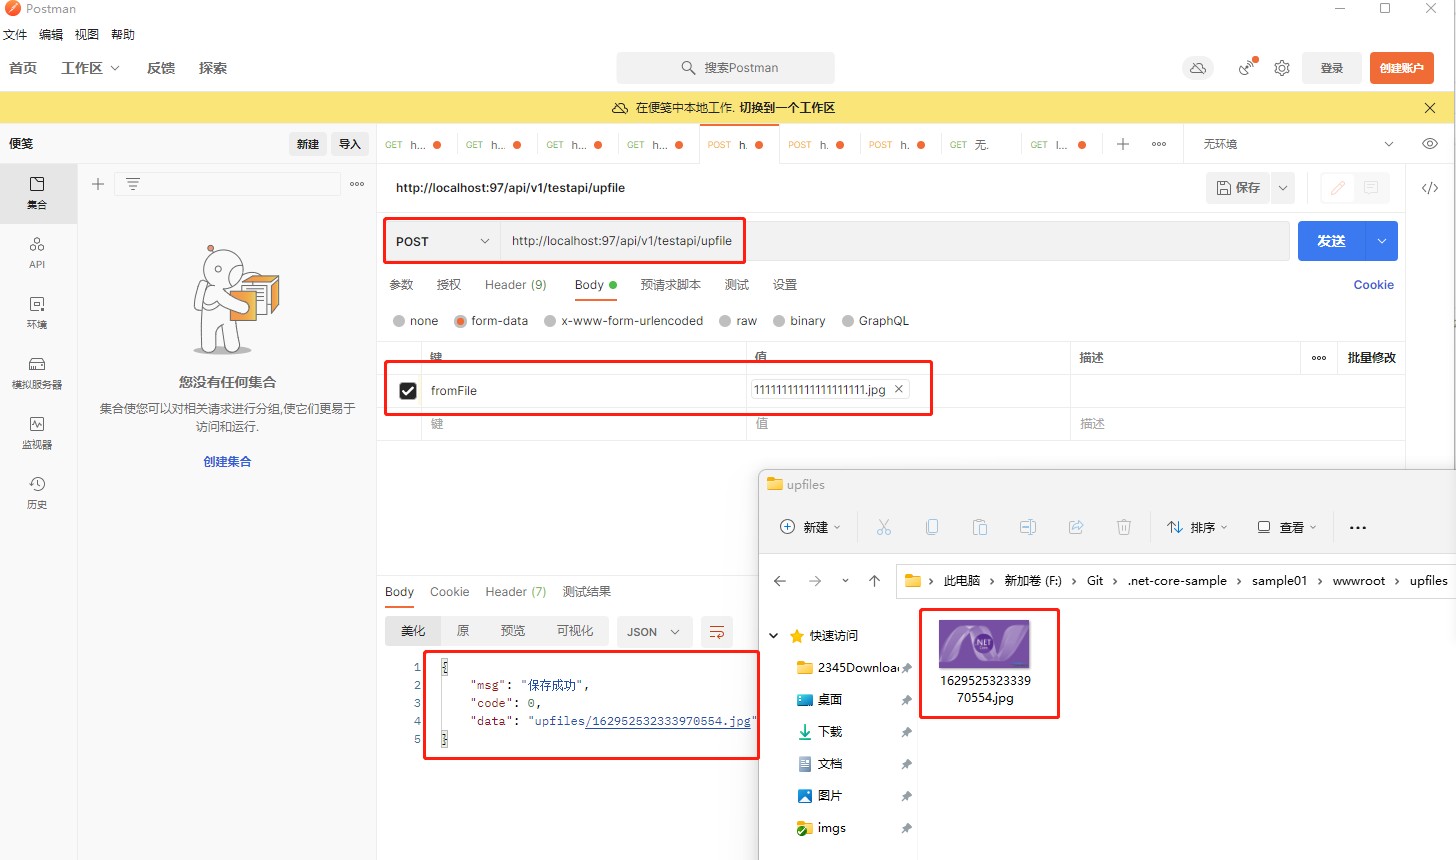 Postman
文件 编辑 视图 帮助
首页 工作区 反馈 探索 搜索Postman 登录 创建账户
在便笺中本地工作. 切换到一个工作区
便笺 新建 导入 GET h... GET h... GET h... GET h... POST h. POST h. POST h. GET 无. GET l... 无环境
集合
API
环境
模拟服务器
监视器
历史
您没有任何集合
集合使您可以对相关请求进行分组,使它们更易于
访问和运行.
创建集合
http://localhost:97/api/v1/testapi/upfile 保存
POST http://localhost:97/api/v1/testapi/upfile 发送
参数 授权 Header (9) Body 预请求脚本 测试 设置 Cookie
none form-data x-www-form-urlencoded raw binary GraphQL
键 值 描述 批量修改
fromFile .jpg
键 值 描述
Body Cookie Header (7) 测试结果
美化 原 预览 可视化 JSON
1 {
2 "msg": "保存成功",
3 "code": 0,
4 "data": "upfiles/162952532333970554.jpg"
5 }
upfiles
新建 排序 查看
此电脑 新加卷 (F:) Git .net-core-sample sample01 wwwroot upfiles
快速访问
2345Downloa
桌面
下载
文档
图片
imgs
.NET
Core
1629525323339
70554.jpg